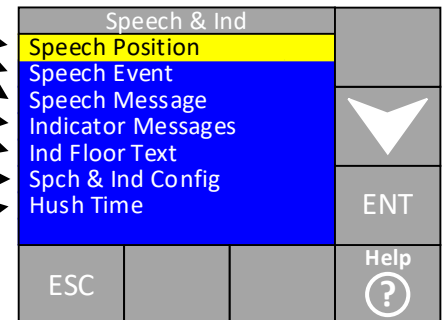 Speech & Ind
Speech Position
Speech Event
Speech Message
Indicator Messages
Ind Floor Text
Spch & Ind Config
Hush Time
ENT
ESC
Help
?